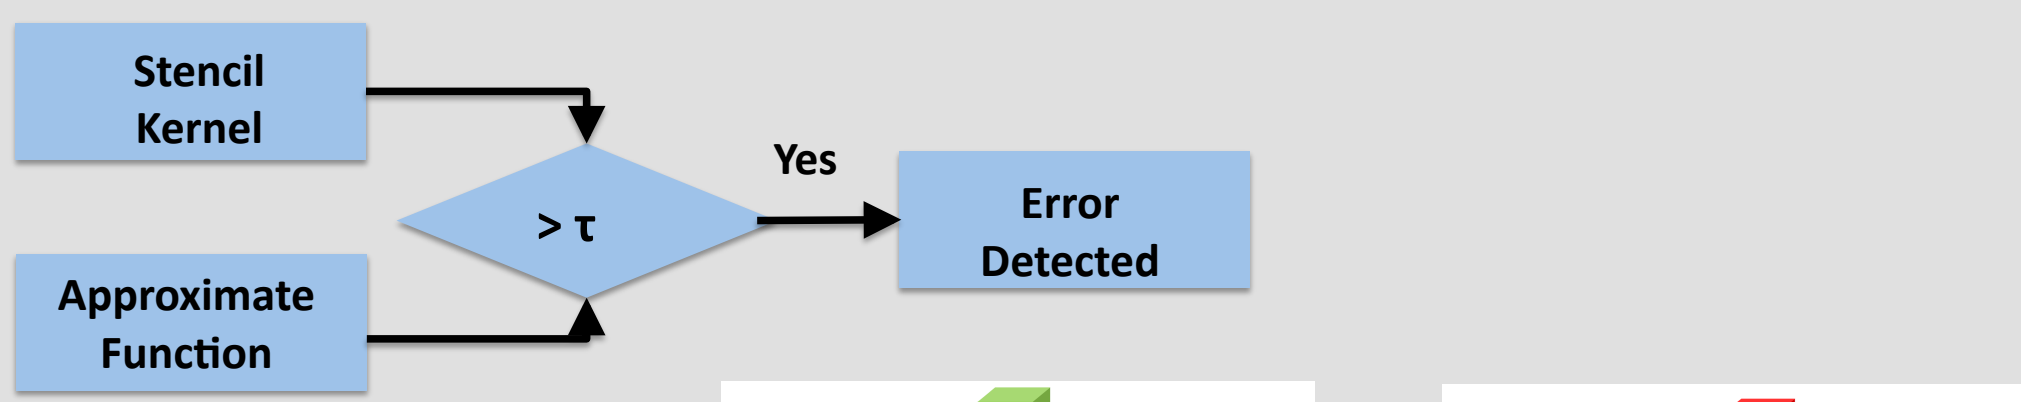 Stencil
Kernel
> τ
Yes
Error
Detected
Approximate
Function